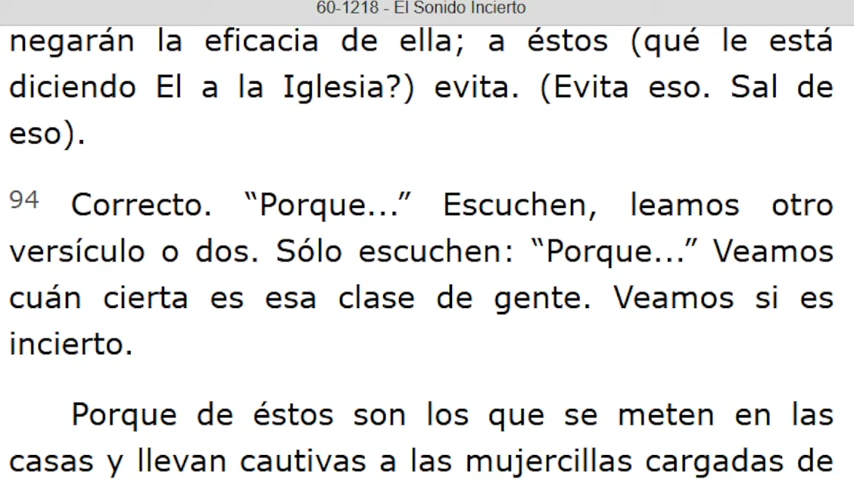 60-1218 - El Sonido Incierto
negarán la eficacia de ella; a éstos (qué le está
diciendo El a la Iglesia?) evita. (Evita eso. Sal de
eso).
94 Correcto. “Porque...” Escuchen, leamos otro
versículo o dos. Sólo escuchen: “Porque...” Veamos
cuán cierta es esa clase de gente. Veamos si es
incierto.
Porque de éstos son los que se meten en las
casas y llevan cautivas a las mujercillas cargadas de